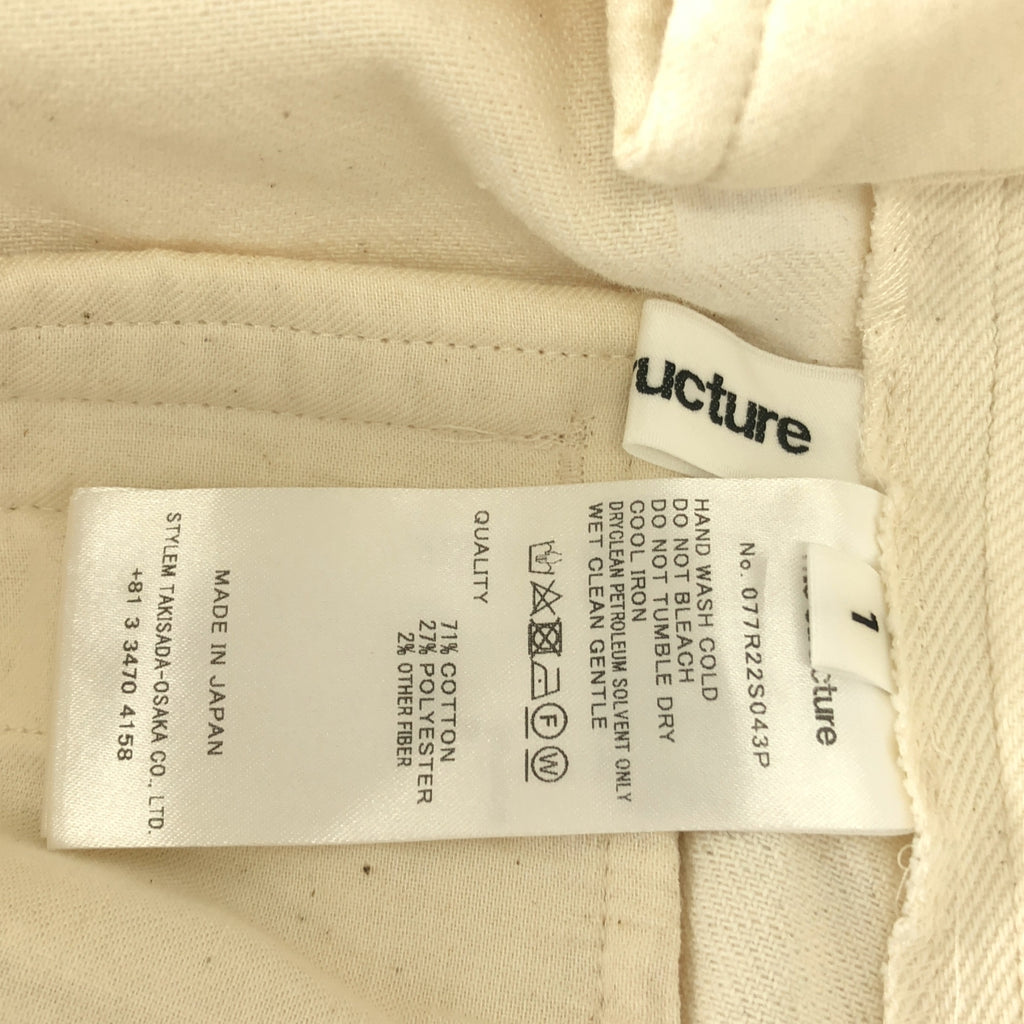 ructure
1
cture
No. 077R22S043P
HAND WASH COLD
DO NOT BLEACH
DO NOT TUMBLE DRY
COOL IRON
DRYCLEAN PETROLEUM SOLVENT ONLY
WET CLEAN GENTLE
F W
QUALITY
71% COTTON
27% POLYESTER
2% OTHER FIBER
MADE IN JAPAN
STYLEM TAKISADA-OSAKA CO., LTD.
+81 3 3470 4158